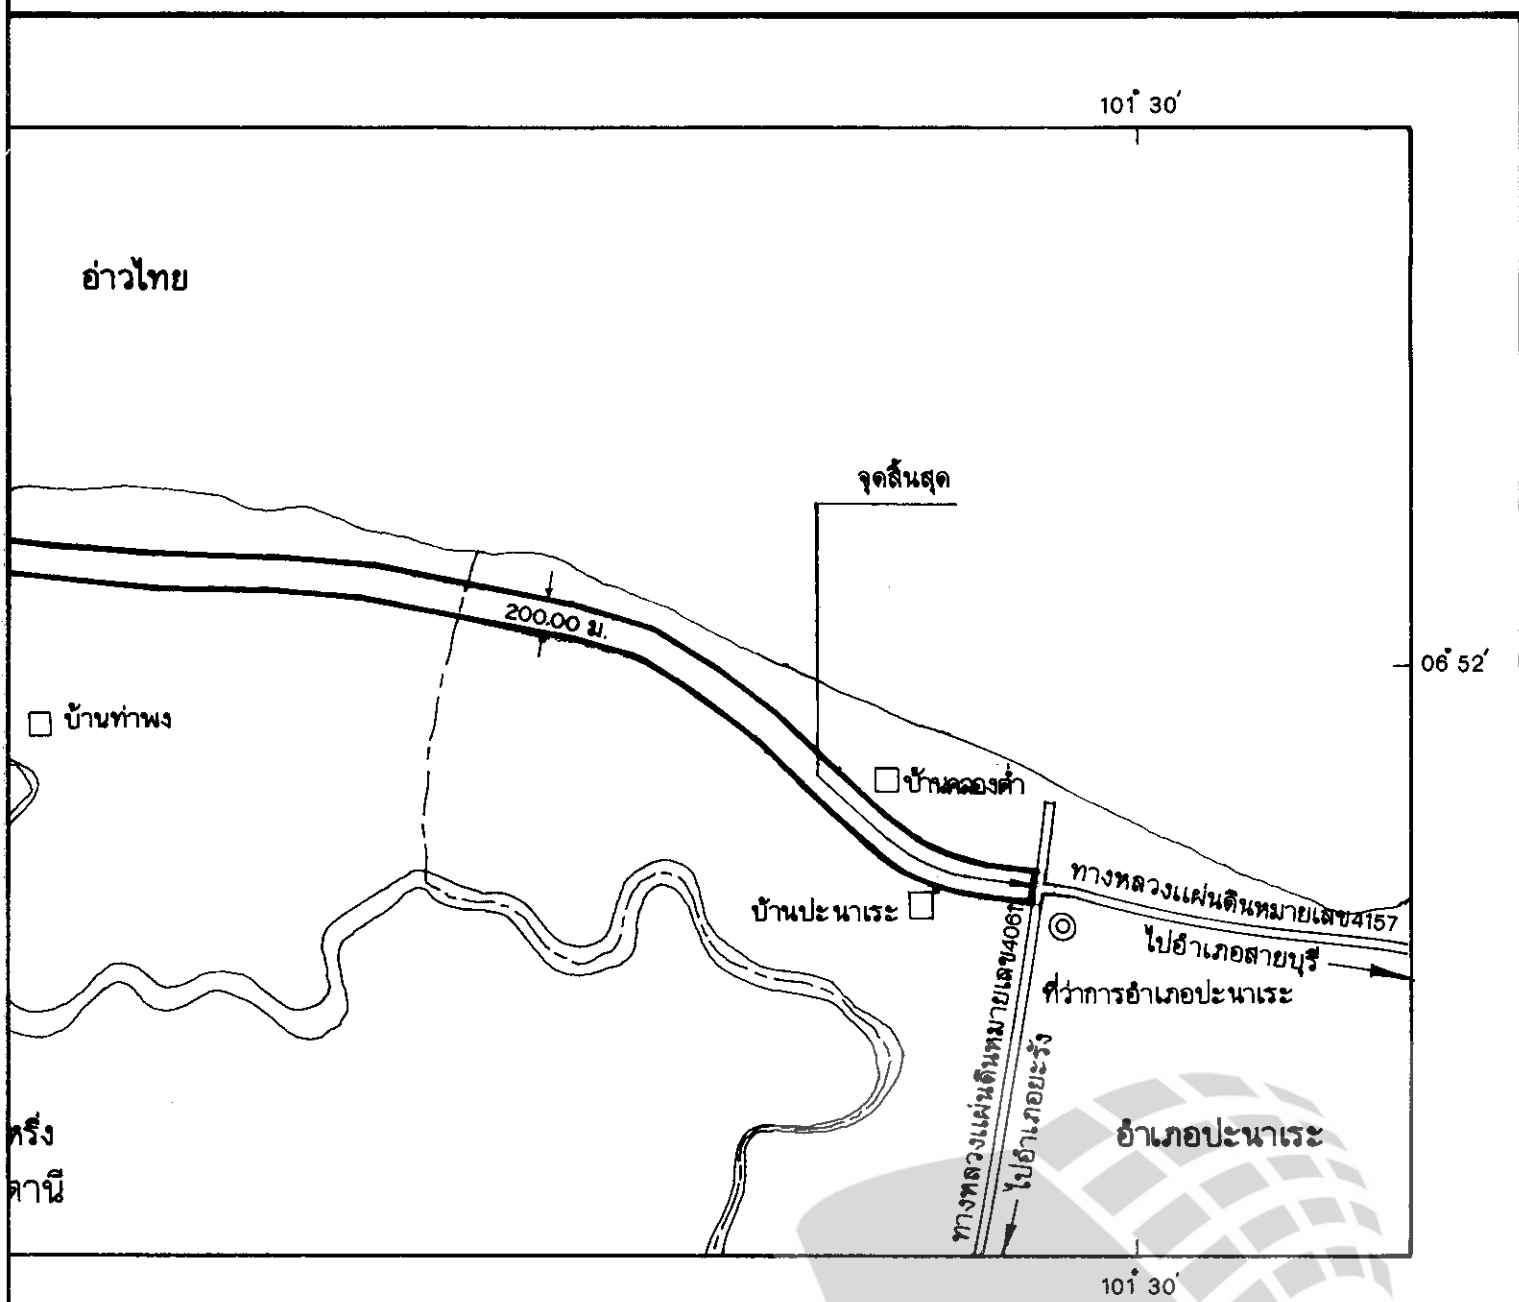 101° 30′
อ่าวไทย
จุดสิ้นสุด
200.00 ม.
06° 52′
บ้านท่าพง
บ้านคลองต่ำ
ทางหลวงแผ่นดินหมายเลข4157
บ้านปะนาเระ
ไปอำเภอสายบุรี
ที่ว่าการอำเภอปะนาเระ
ทางหลวงแผ่นดินหมายเลข4061
ไปอำเภอยะรัง
หริ่ง
อำเภอปะนาเระ
ตานี
101° 30′